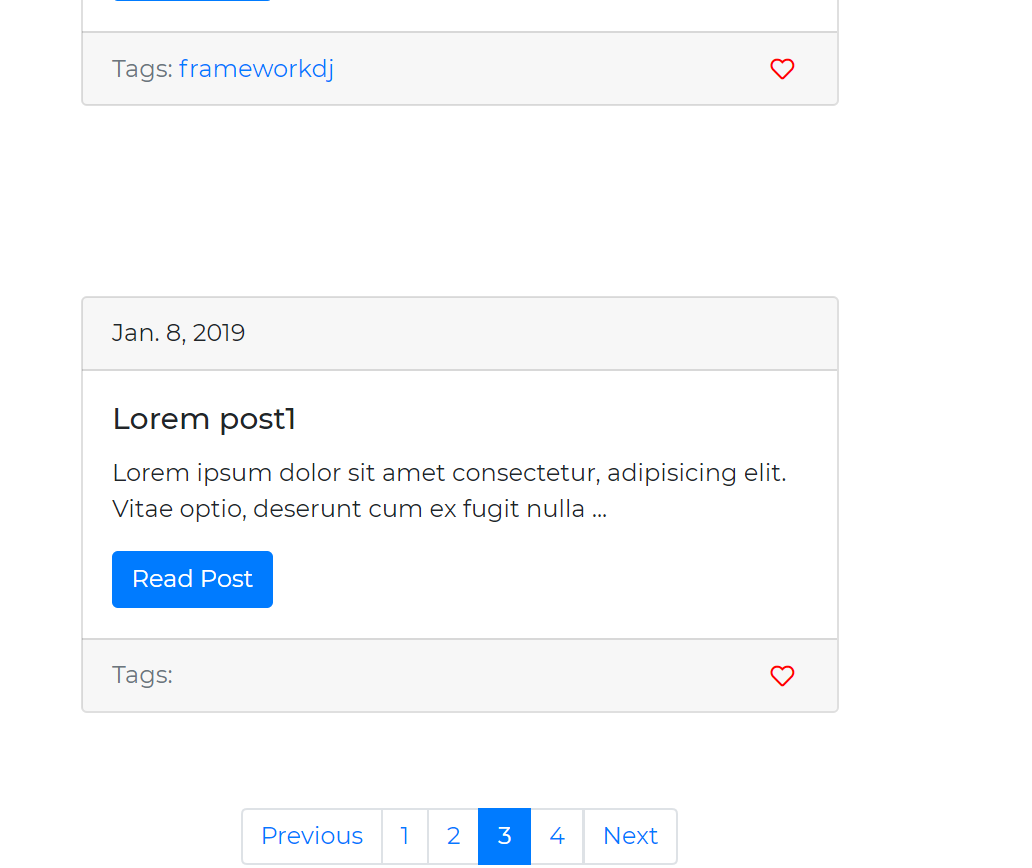 Tags: frameworkdj
Jan. 8, 2019
Lorem post1
Lorem ipsum dolor sit amet consectetur, adipisicing elit.
Vitae optio, deserunt cum ex fugit nulla ...
Read Post
Tags:
Previous 1 2 3 4 Next